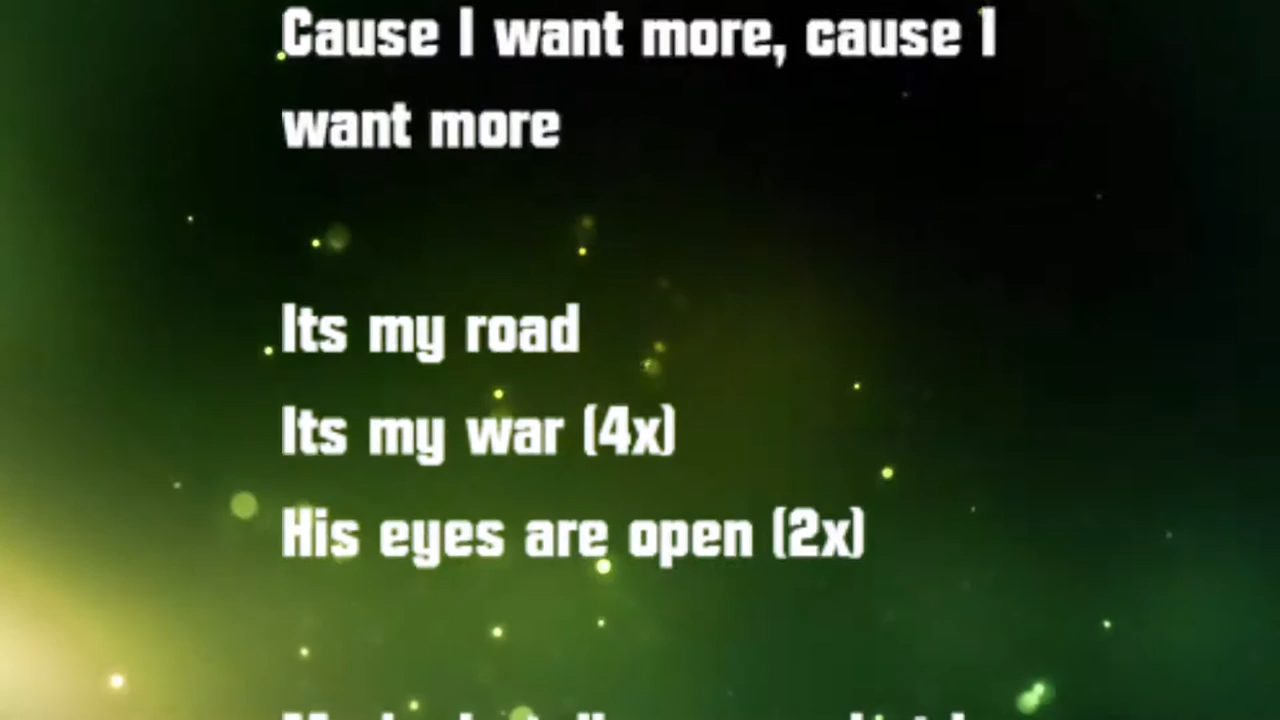 Cause I want more, cause I
want more
Its my road
Its my war (4x)
His eyes are open (2x)